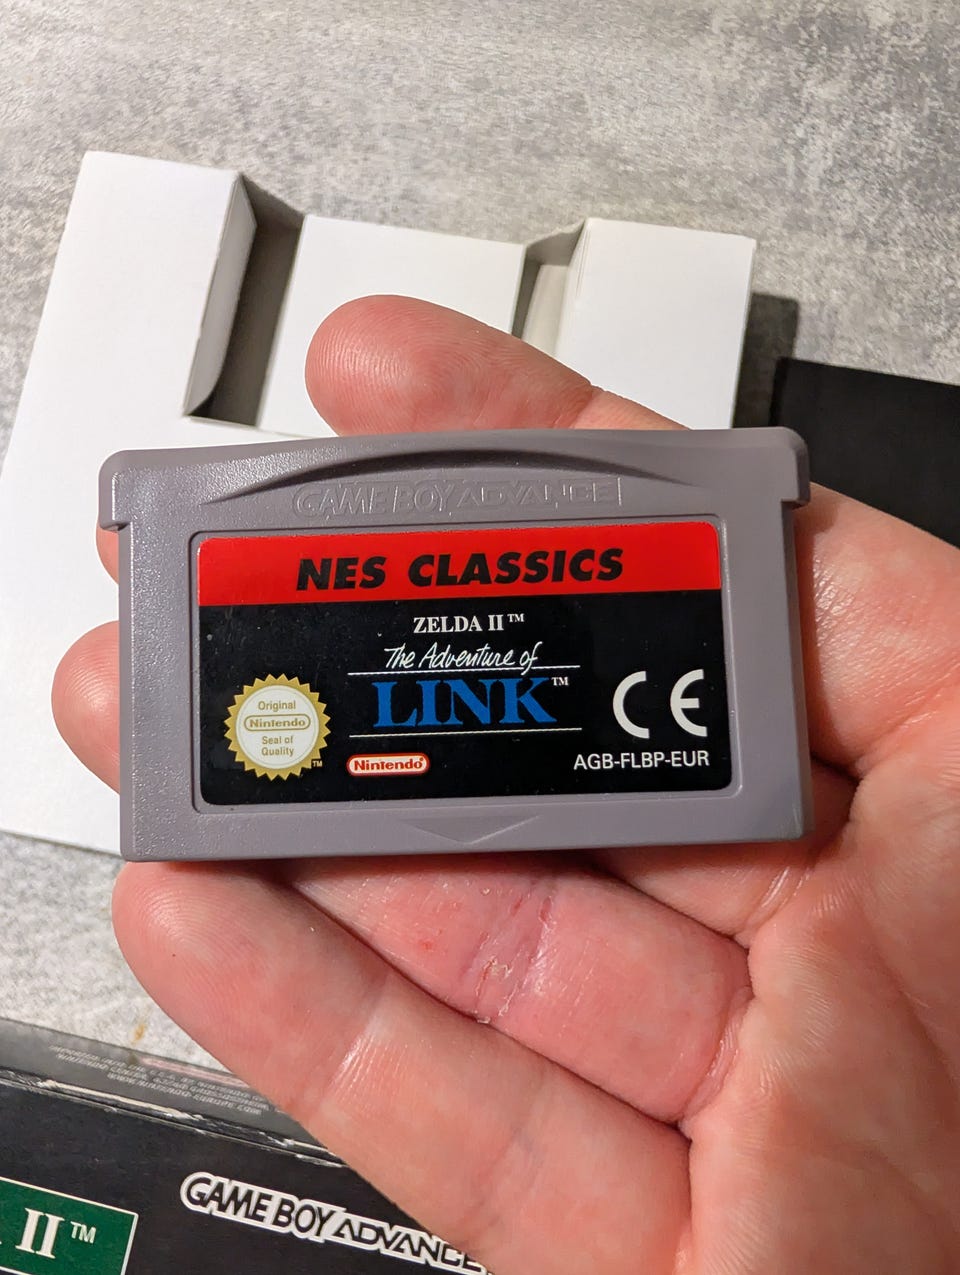 GAME BOY ADVANCE
NES CLASSICS
ZELDA II™
The Adventure of
LINK™
Original
Nintendo
Seal of
Quality
TM
Nintendo®
CE
AGB-FLBP-EUR
GAME BOY ADVANCE
II™